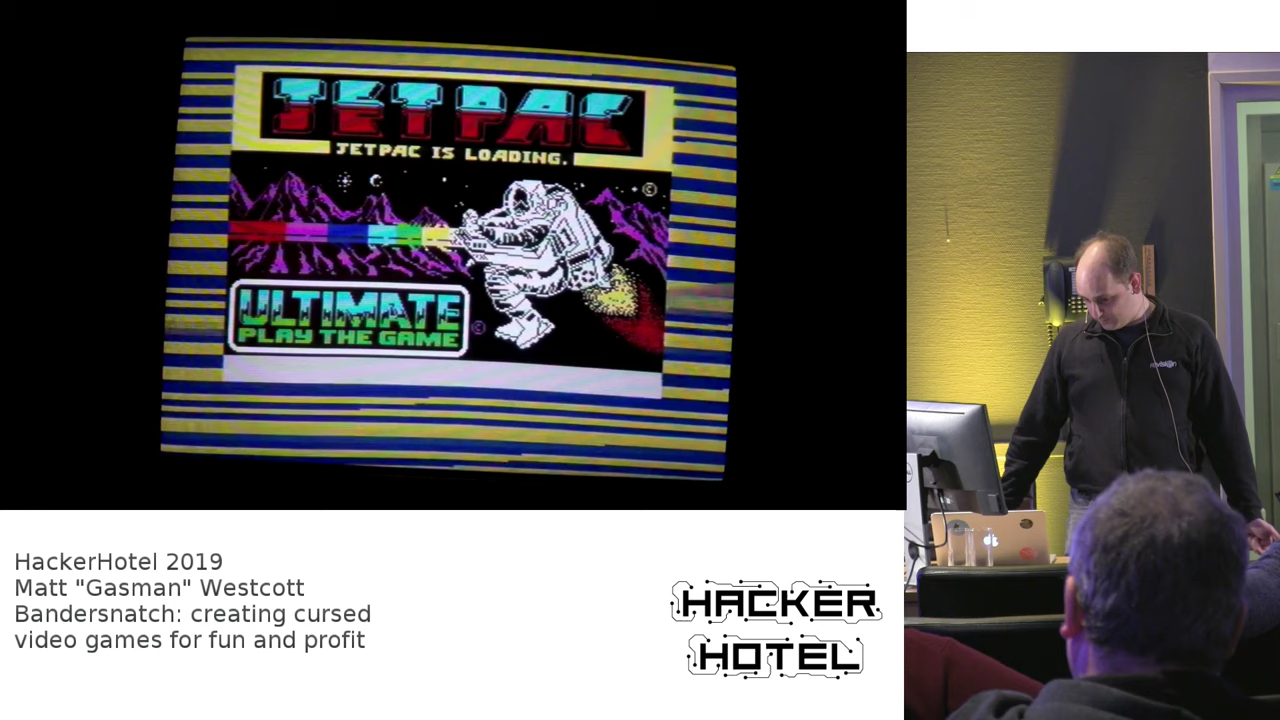 JETPAC
JETPAC IS LOADING.
©
ULTIMATE
PLAY THE GAME
©
HackerHotel 2019
Matt "Gasman" Westcott
Bandersnatch: creating cursed
video games for fun and profit
HACKER
HOTEL
revision